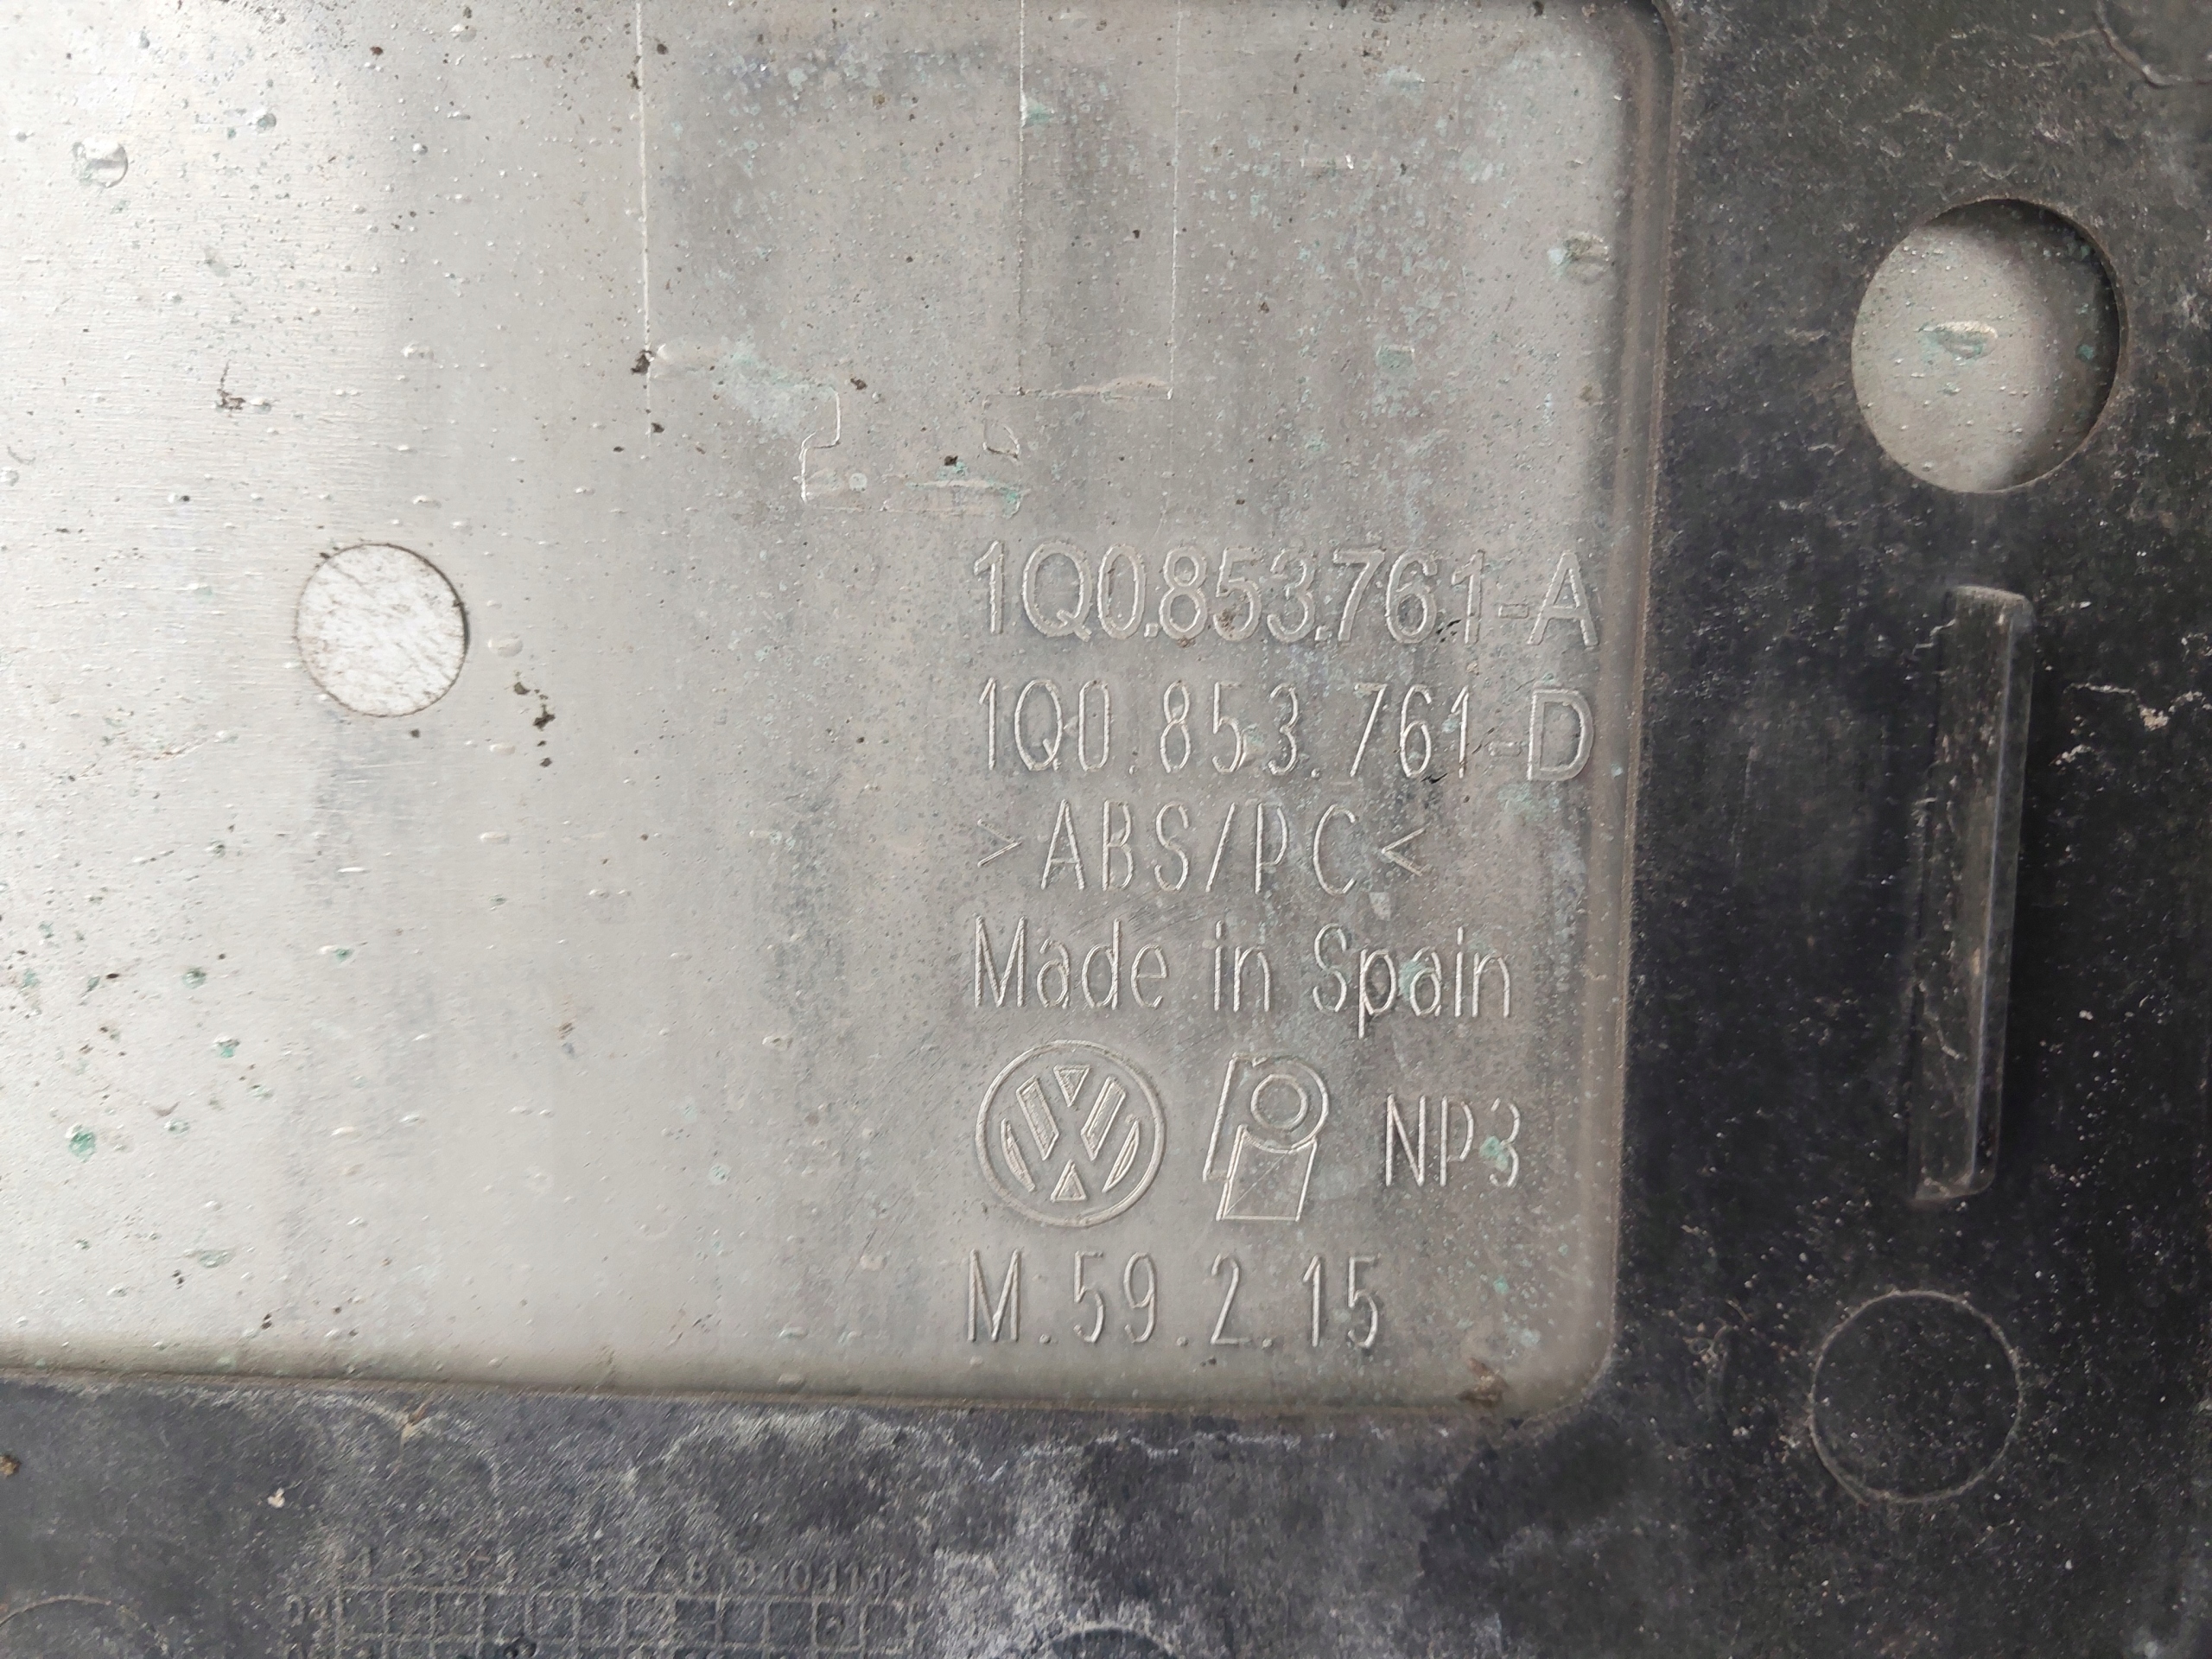 1Q0.853.761-A
1Q0.853.761-D
>ABS/PC<
Made in Spain
NP3
M.59.2.15